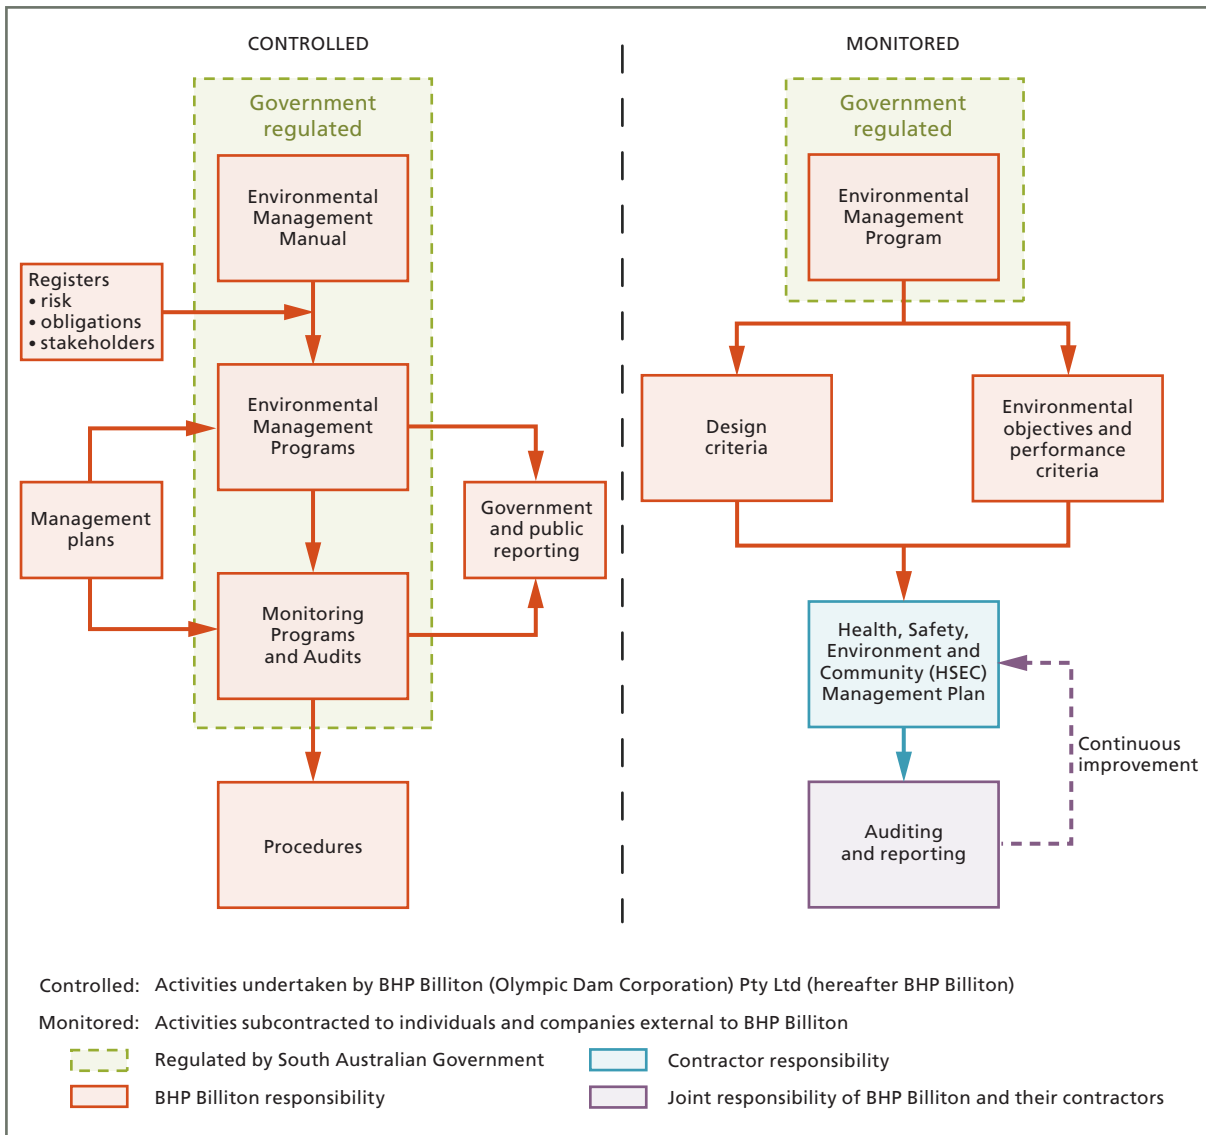 CONTROLLED
Government
regulated
Environmental
Management
Manual
Registers
• risk
• obligations
• stakeholders
Environmental
Management
Programs
Management
plans
Government
and public
reporting
Monitoring
Programs
and Audits
Procedures
MONITORED
Government
regulated
Environmental
Management
Program
Design
criteria
Environmental
objectives and
performance
criteria
Health, Safety,
Environment and
Community (HSEC)
Management Plan
Continuous
improvement
Auditing
and reporting
Controlled: Activities undertaken by BHP Billiton (Olympic Dam Corporation) Pty Ltd (hereafter BHP Billiton)
Monitored: Activities subcontracted to individuals and companies external to BHP Billiton
Regulated by South Australian Government
Contractor responsibility
BHP Billiton responsibility
Joint responsibility of BHP Billiton and their contractors